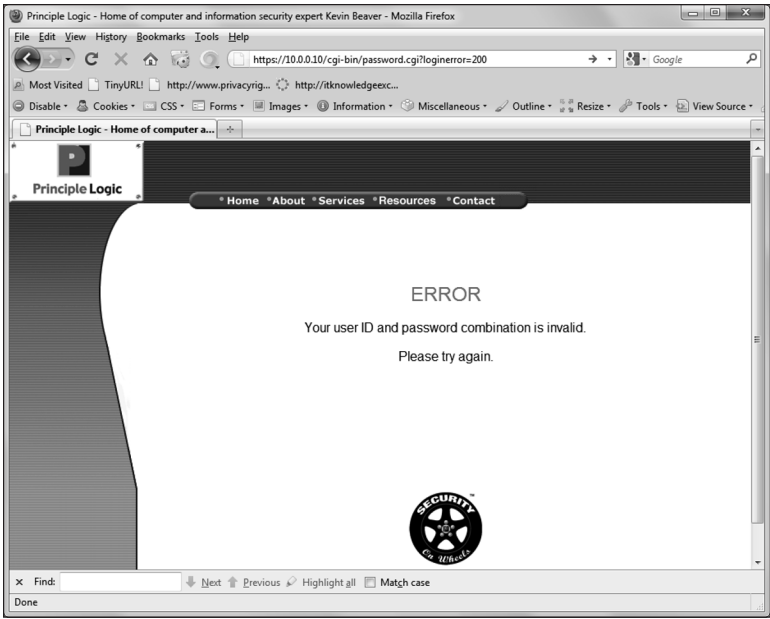 Principle Logic - Home of computer and information security expert Kevin Beaver - Mozilla Firefox
File Edit View History Bookmarks Tools Help
https://10.0.0.10/cgi-bin/password.cgi?loginerror=200 Google
Most Visited TinyURL! http://www.privacyrig... http://itknowledgeexc...
Disable Cookies CSS Forms Images Information Miscellaneous Outline Resize Tools View Source
Principle Logic - Home of computer a...
P
Principle Logic
Home About Services Resources Contact
ERROR
Your user ID and password combination is invalid.
Please try again.
SECURITY™
On Wheels
× Find: Next Previous Highlight all Match case
Done